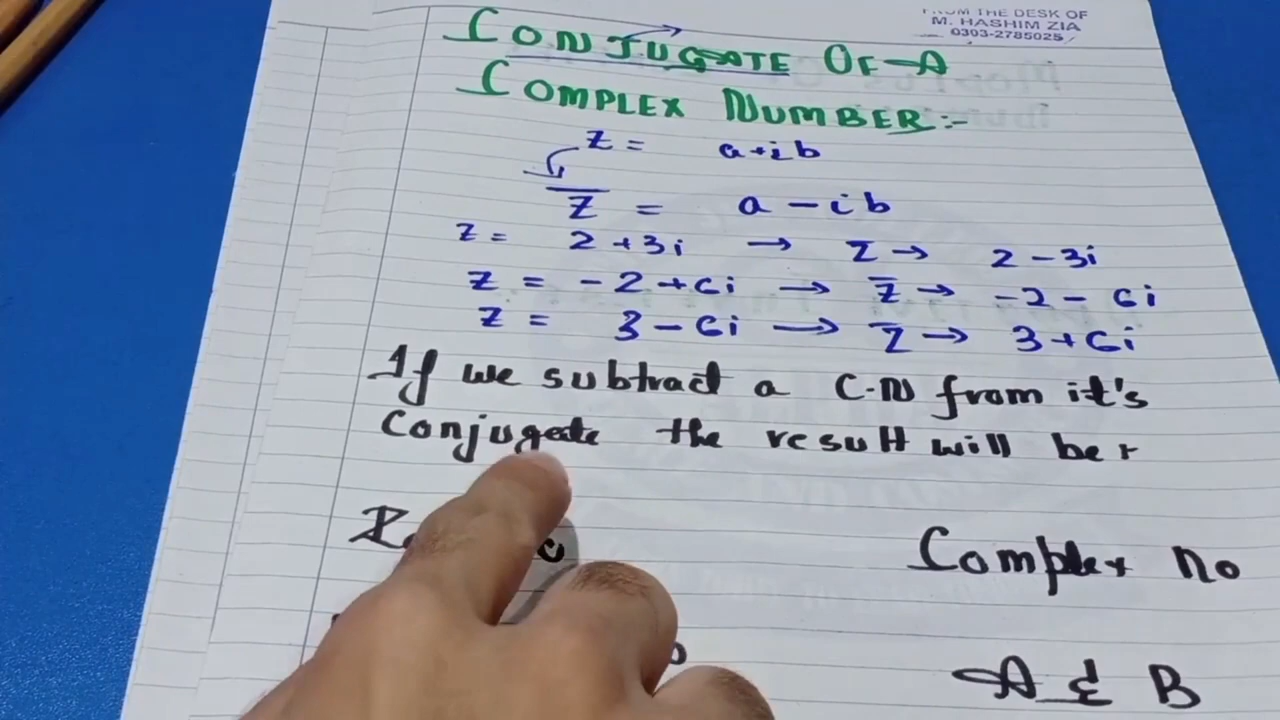 FROM THE DESK OF
M. HASHIM ZIA
0303-2785025
CONJUGATE OF A
COMPLEX NUMBER:-
z = a+ib
z̅ = a - ib
z = 2+3i → z → 2-3i
z = -2+6i → z̅ → -2-6i
z = 3-6i → z̅ → 3+6i
If we subtract a C.N from it's
Conjugate the result will be
Complex No
A & B